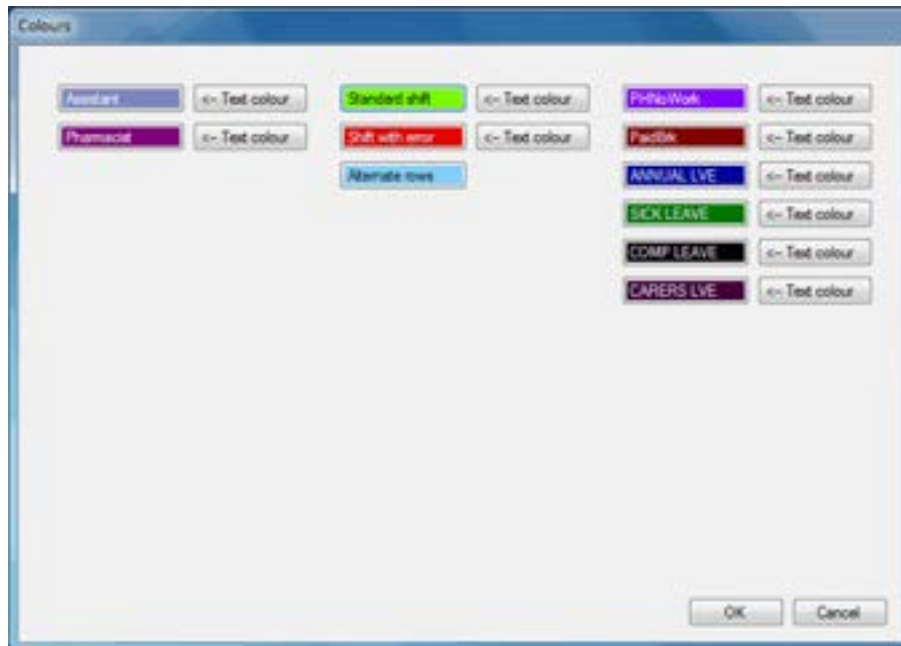 Colours
Assistant <-- Text colour Standard shift <-- Text colour PHNoWork <-- Text colour
Pharmacist <-- Text colour Shift with error <-- Text colour PaidBrk <-- Text colour
Alternate rows ANNUAL LVE <-- Text colour
SICK LEAVE <-- Text colour
COMP LEAVE <-- Text colour
CARERS LVE <-- Text colour
OK Cancel